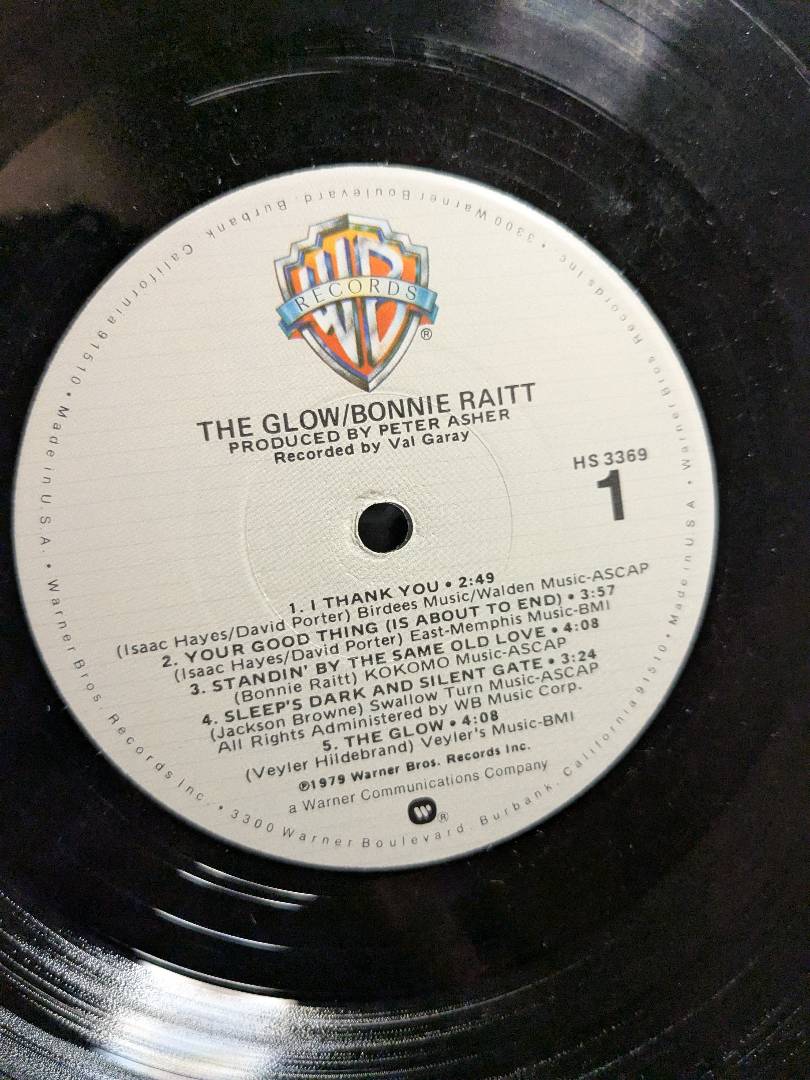 WB
RECORDS
®
THE GLOW/BONNIE RAITT
PRODUCED BY PETER ASHER
Recorded by Val Garay
HS 3369
1
1. I THANK YOU • 2:49
(Isaac Hayes/David Porter) Birdees Music/Walden Music-ASCAP
2. YOUR GOOD THING (IS ABOUT TO END) • 3:57
(Isaac Hayes/David Porter) East-Memphis Music-BMI
3. STANDIN' BY THE SAME OLD LOVE • 4:08
(Bonnie Raitt) KOKOMO Music-ASCAP
4. SLEEP'S DARK AND SILENT GATE • 3:24
(Jackson Browne) Swallow Turn Music-ASCAP
All Rights Administered by WB Music Corp.
5. THE GLOW • 4:08
(Veyler Hildebrand) Veyler's Music-BMI
℗1979 Warner Bros. Records Inc.
a Warner Communications Company
W ®
Warner Bros. Records Inc. • 3300 Warner Boulevard, Burbank, California 91510 • Made in U.S.A. • Warner Bros. Records Inc. • 3300 Warner Boulevard, Burbank, California 91510 • Made in U.S.A. •